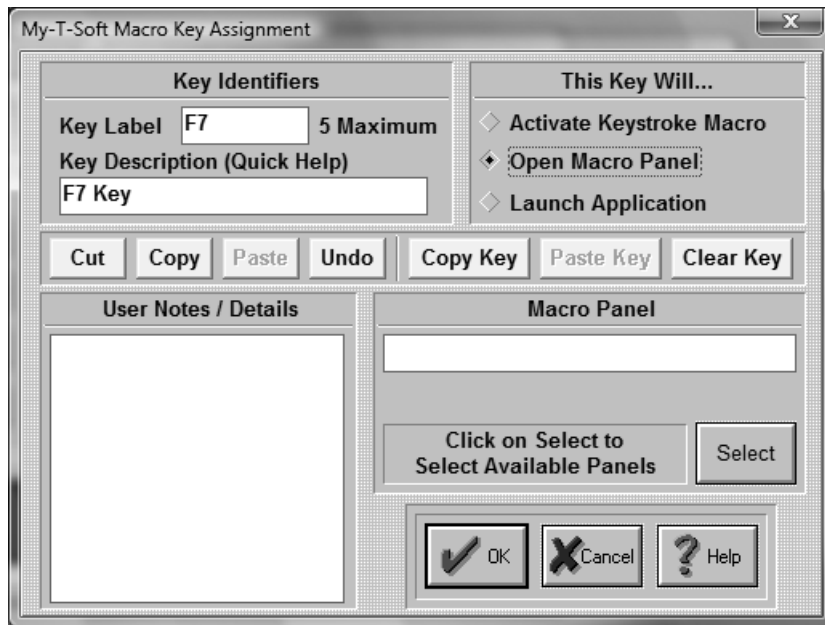 My-T-Soft Macro Key Assignment
X
Key Identifiers
Key Label F7 5 Maximum
Key Description (Quick Help)
F7 Key
This Key Will...
Activate Keystroke Macro
Open Macro Panel
Launch Application
Cut Copy Paste Undo Copy Key Paste Key Clear Key
User Notes / Details
Macro Panel
Click on Select to
Select Available Panels
Select
OK Cancel ? Help